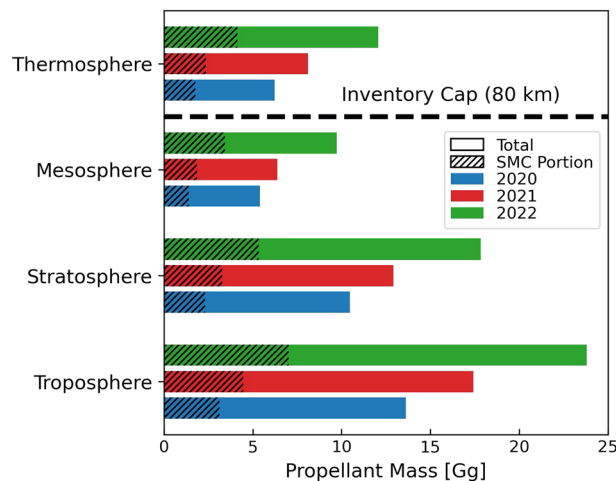 Thermosphere
Inventory Cap (80 km)
Total
SMC Portion
2020
2021
2022
Mesosphere
Stratosphere
Troposphere
0 5 10 15 20 25
Propellant Mass [Gg]